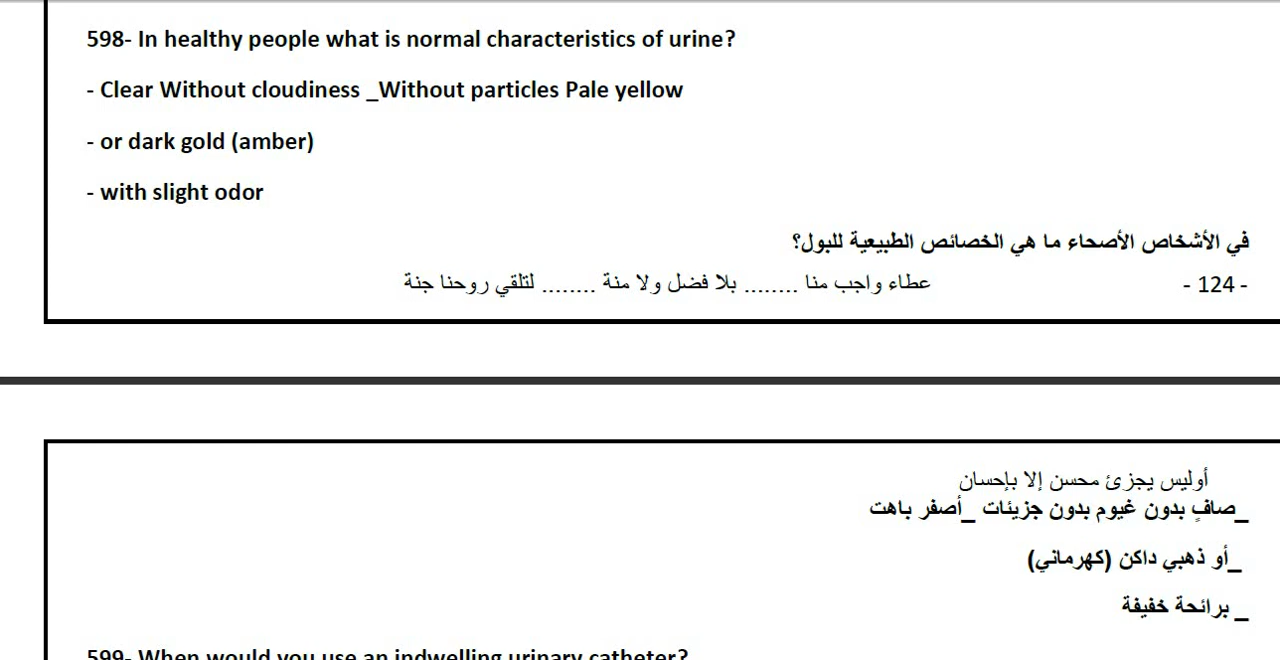 598- In healthy people what is normal characteristics of urine?
- Clear Without cloudiness _Without particles Pale yellow
- or dark gold (amber)
- with slight odor
في الأشخاص الأصحاء ما هي الخصائص الطبيعية للبول؟
- 124 - عطاء واجب منا ........ بلا فضل ولا منة ........ لتلقي روحنا جنة
أوليس يجزئ محسن إلا بإحسان
_صافٍ بدون غيوم بدون جزيئات _أصفر باهت
_أو ذهبي داكن (كهرماني)
_ برائحة خفيفة
599- When would you use an indwelling urinary catheter?